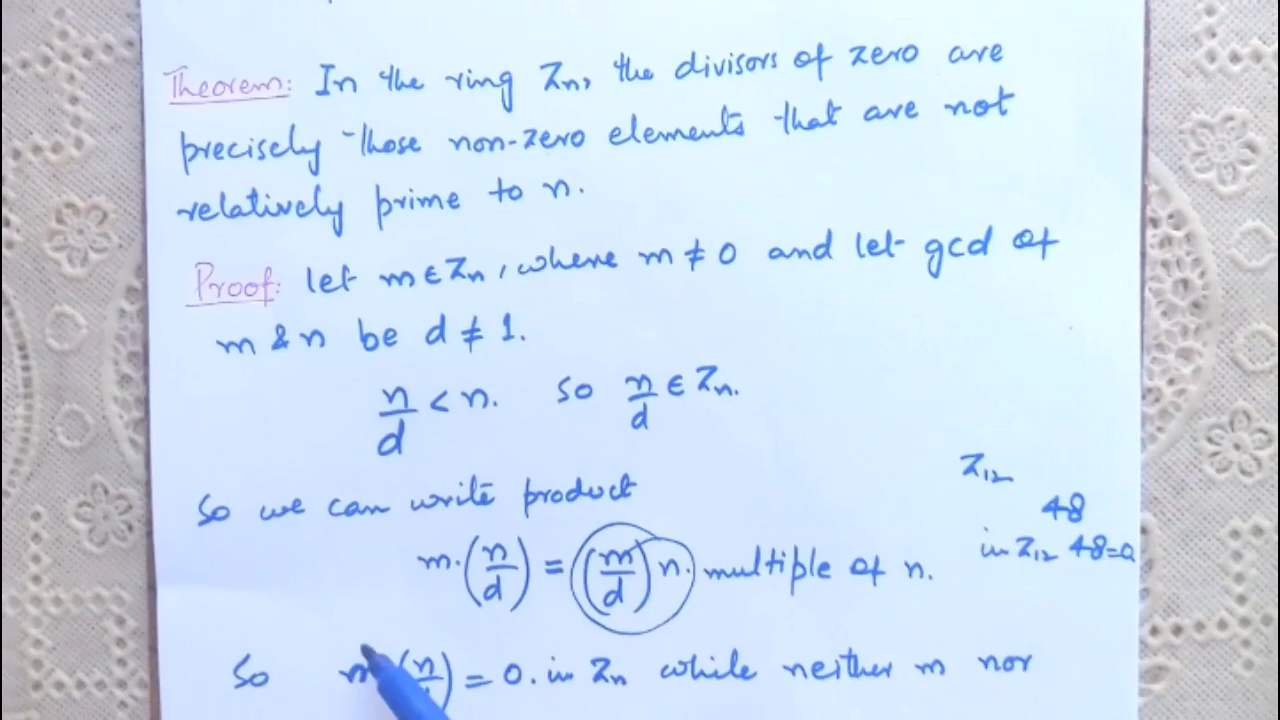 Theorem: In the ring Zn, the divisors of zero are
precisely those non-zero elements that are not
relatively prime to n.
Proof: let m ∈ Zn, where m ≠ 0 and let gcd of
m & n be d ≠ 1.
n/d < n. so n/d ∈ Zn.
So we can write product
m·(n/d) = (m/d) n. multiple of n.
Z12
48
in Z12 48=0
So m (n/d) = 0. in Zn while neither m nor